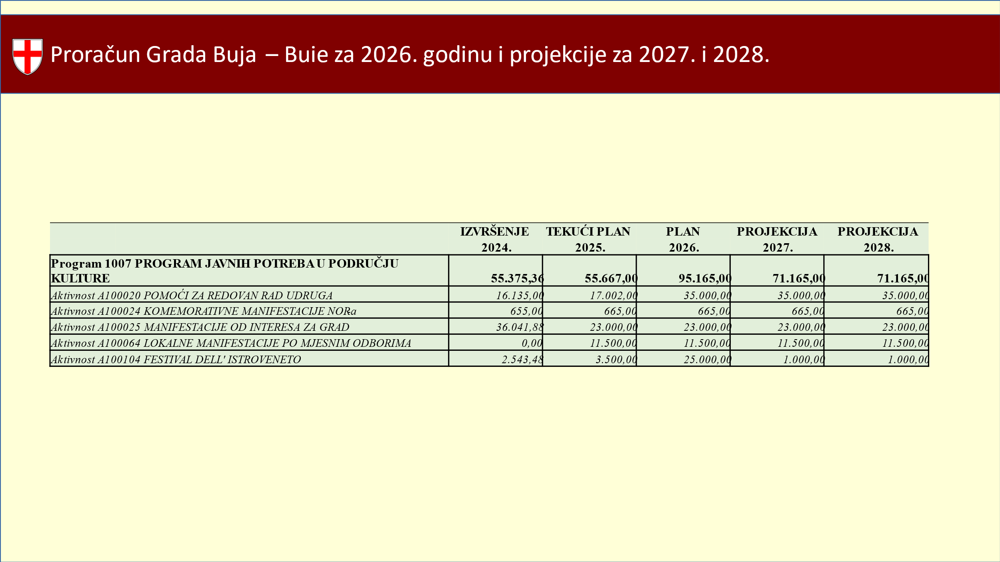 Proračun Grada Buja – Buie za 2026. godinu i projekcije za 2027. i 2028.
IZVRŠENJE TEKUĆI PLAN PLAN PROJEKCIJA PROJEKCIJA
2024. 2025. 2026. 2027. 2028.
Program 1007 PROGRAM JAVNIH POTREBA U PODRUČJU
KULTURE 55.375,36 55.667,00 95.165,00 71.165,00 71.165,00
Aktivnost A100020 POMOĆI ZA REDOVAN RAD UDRUGA 16.135,00 17.002,00 35.000,00 35.000,00 35.000,00
Aktivnost A100024 KOMEMORATIVNE MANIFESTACIJE NORa 655,00 665,00 665,00 665,00 665,00
Aktivnost A100025 MANIFESTACIJE OD INTERESA ZA GRAD 36.041,88 23.000,00 23.000,00 23.000,00 23.000,00
Aktivnost A100064 LOKALNE MANIFESTACIJE PO MJESNIM ODBORIMA 0,00 11.500,00 11.500,00 11.500,00 11.500,00
Aktivnost A100104 FESTIVAL DELL' ISTROVENETO 2.543,48 3.500,00 25.000,00 1.000,00 1.000,00